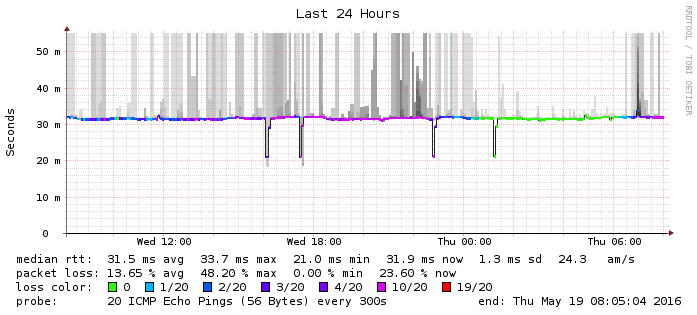 Last 24 Hours
RRDTOOL / TOBI OETIKER
Seconds
50 m
40 m
30 m
20 m
10 m
0
Wed 12:00 Wed 18:00 Thu 00:00 Thu 06:00
median rtt: 31.5 ms avg 33.7 ms max 21.0 ms min 31.9 ms now 1.3 ms sd 24.3 am/s
packet loss: 13.65 % avg 48.20 % max 0.00 % min 23.60 % now
loss color: 0 1/20 2/20 3/20 4/20 10/20 19/20
probe: 20 ICMP Echo Pings (56 Bytes) every 300s end: Thu May 19 08:05:04 2016